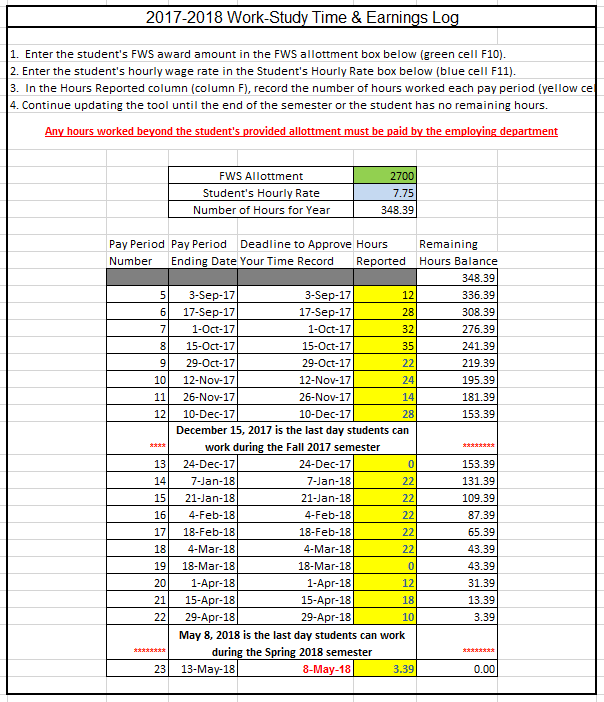 2017-2018 Work-Study Time & Earnings Log
1. Enter the student's FWS award amount in the FWS allottment box below (green cell F10).
2. Enter the student's hourly wage rate in the Student's Hourly Rate box below (blue cell F11).
3. In the Hours Reported column (column F), record the number of hours worked each pay period (yellow cel
4. Continue updating the tool until the end of the semester or the student has no remaining hours.
Any hours worked beyond the student's provided allottment must be paid by the employing department
FWS Allottment 2700
Student's Hourly Rate 7.75
Number of Hours for Year 348.39
Pay Period Pay Period Deadline to Approve Hours Remaining
Number Ending Date Your Time Record Reported Hours Balance
348.39
5 3-Sep-17 3-Sep-17 12 336.39
6 17-Sep-17 17-Sep-17 28 308.39
7 1-Oct-17 1-Oct-17 32 276.39
8 15-Oct-17 15-Oct-17 35 241.39
9 29-Oct-17 29-Oct-17 22 219.39
10 12-Nov-17 12-Nov-17 24 195.39
11 26-Nov-17 26-Nov-17 14 181.39
12 10-Dec-17 10-Dec-17 28 153.39
December 15, 2017 is the last day students can
**** work during the Fall 2017 semester ********
13 24-Dec-17 24-Dec-17 0 153.39
14 7-Jan-18 7-Jan-18 22 131.39
15 21-Jan-18 21-Jan-18 22 109.39
16 4-Feb-18 4-Feb-18 22 87.39
17 18-Feb-18 18-Feb-18 22 65.39
18 4-Mar-18 4-Mar-18 22 43.39
19 18-Mar-18 18-Mar-18 0 43.39
20 1-Apr-18 1-Apr-18 12 31.39
21 15-Apr-18 15-Apr-18 18 13.39
22 29-Apr-18 29-Apr-18 10 3.39
May 8, 2018 is the last day students can work
******** during the Spring 2018 semester ********
23 13-May-18 8-May-18 3.39 0.00